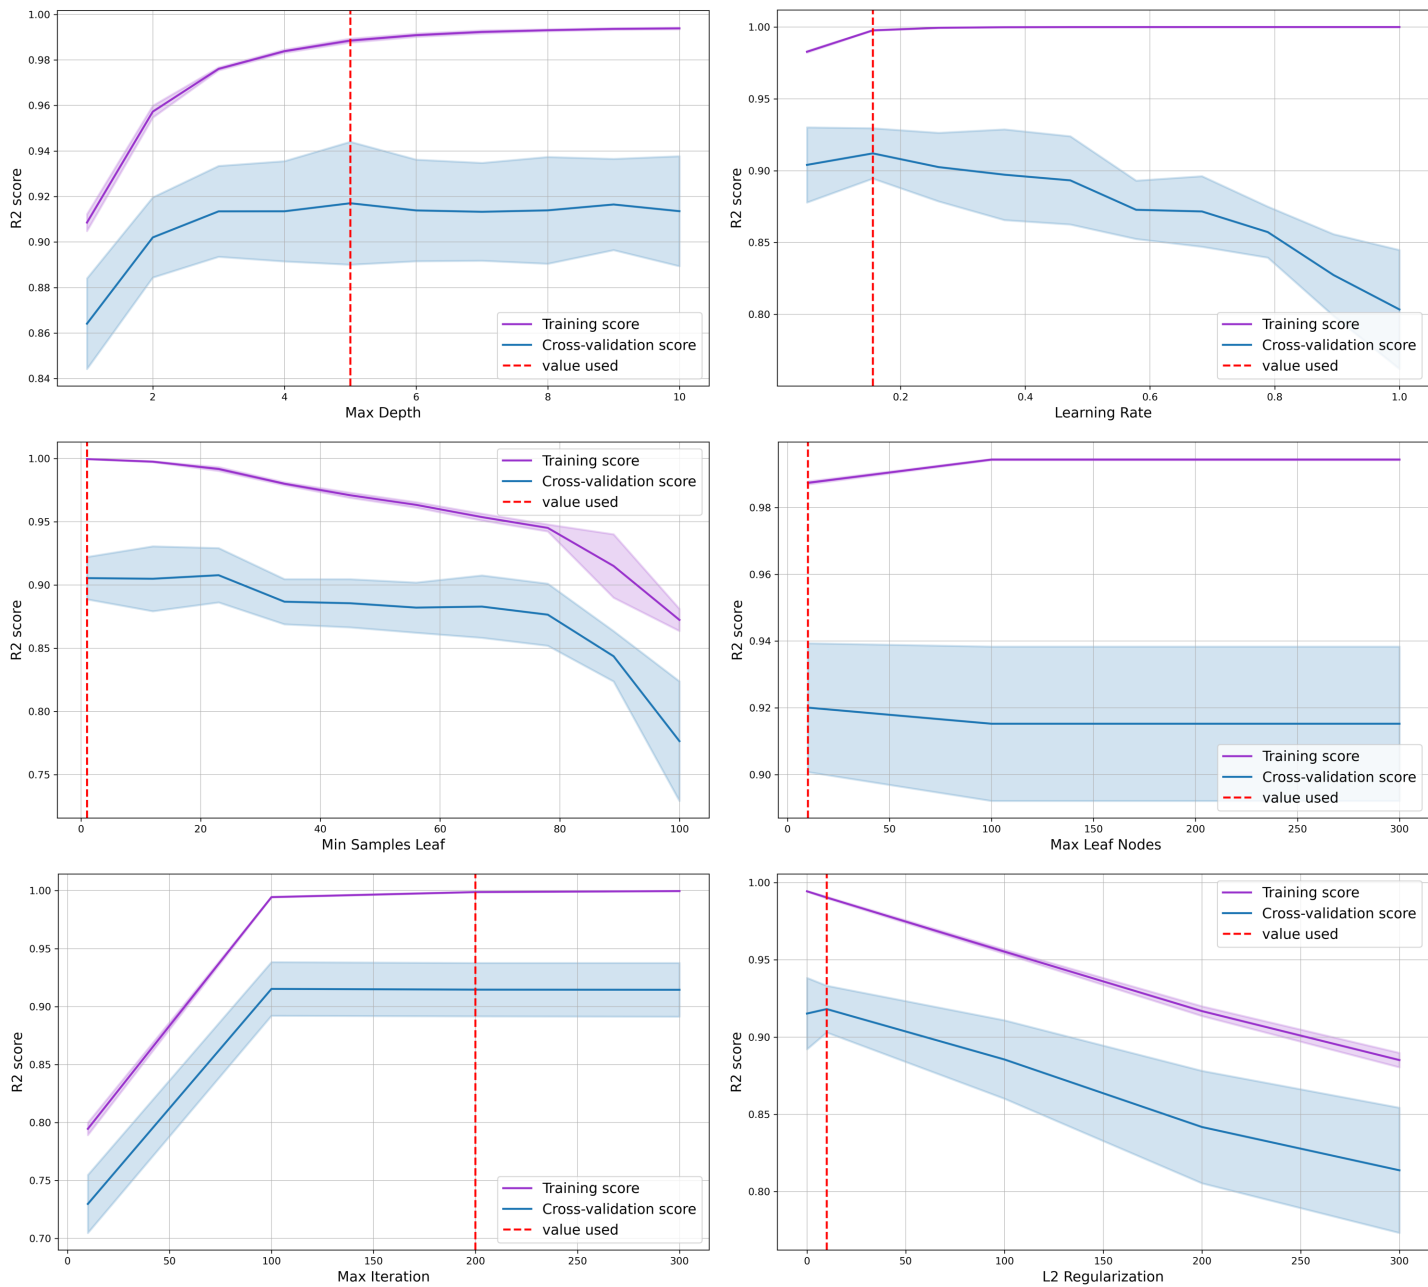 1.00
0.98
0.96
0.94
0.92
0.90
0.88
0.86
0.84
R2 score
2
4
6
8
10
Max Depth
Training score
Cross-validation score
value used
1.00
0.95
0.90
0.85
0.80
R2 score
0.2
0.4
0.6
0.8
1.0
Learning Rate
Training score
Cross-validation score
value used
1.00
0.95
0.90
0.85
0.80
0.75
R2 score
0
20
40
60
80
100
Min Samples Leaf
Training score
Cross-validation score
value used
0.98
0.96
0.94
0.92
0.90
R2 score
0
50
100
150
200
250
300
Max Leaf Nodes
Training score
Cross-validation score
value used
1.00
0.95
0.90
0.85
0.80
0.75
0.70
R2 score
0
50
100
150
200
250
300
Max Iteration
Training score
Cross-validation score
value used
1.00
0.95
0.90
0.85
0.80
R2 score
0
50
100
150
200
250
300
L2 Regularization
Training score
Cross-validation score
value used